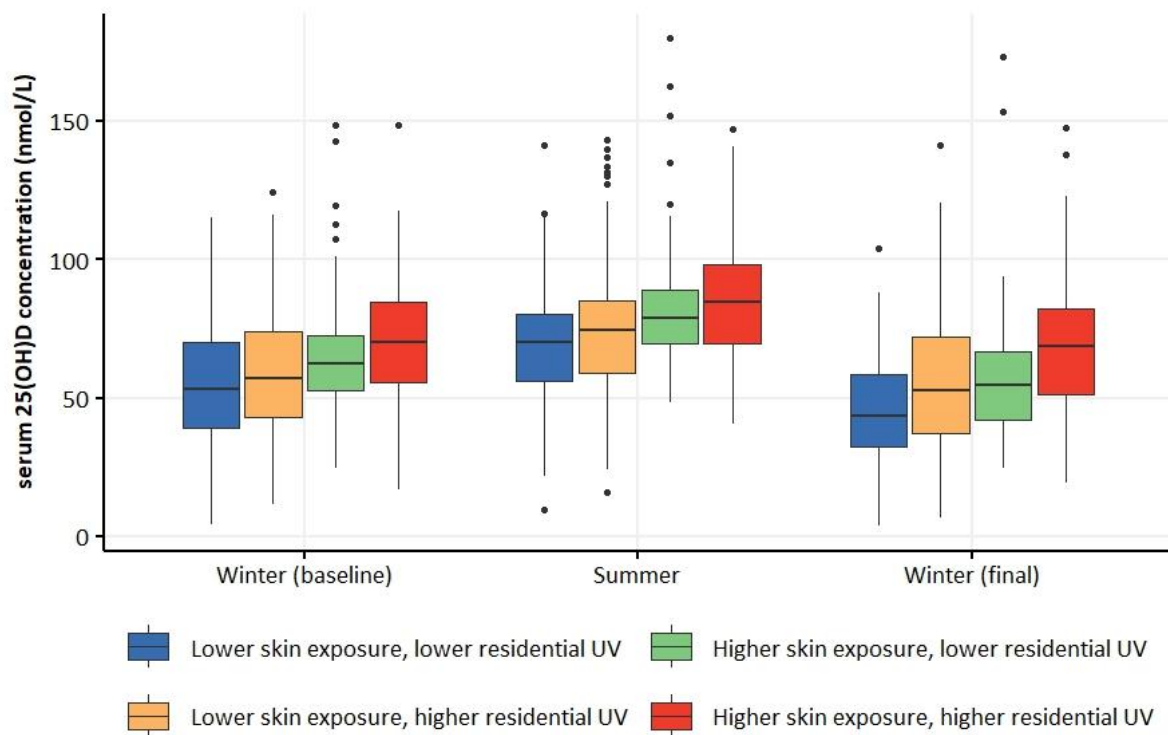 serum 25(OH)D concentration (nmol/L)
150
100
50
0
Winter (baseline)
Summer
Winter (final)
Lower skin exposure, lower residential UV
Higher skin exposure, lower residential UV
Lower skin exposure, higher residential UV
Higher skin exposure, higher residential UV